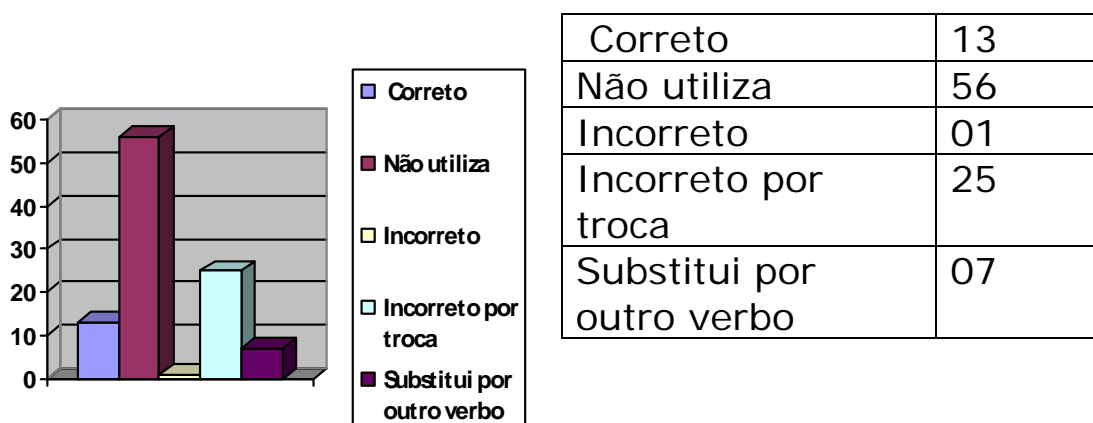 60
50
40
30
20
10
0
Correto
Não utiliza
Incorreto
Incorreto por
troca
Substitui por
outro verbo
Correto 13
Não utiliza 56
Incorreto 01
Incorreto por 25
troca
Substitui por 07
outro verbo